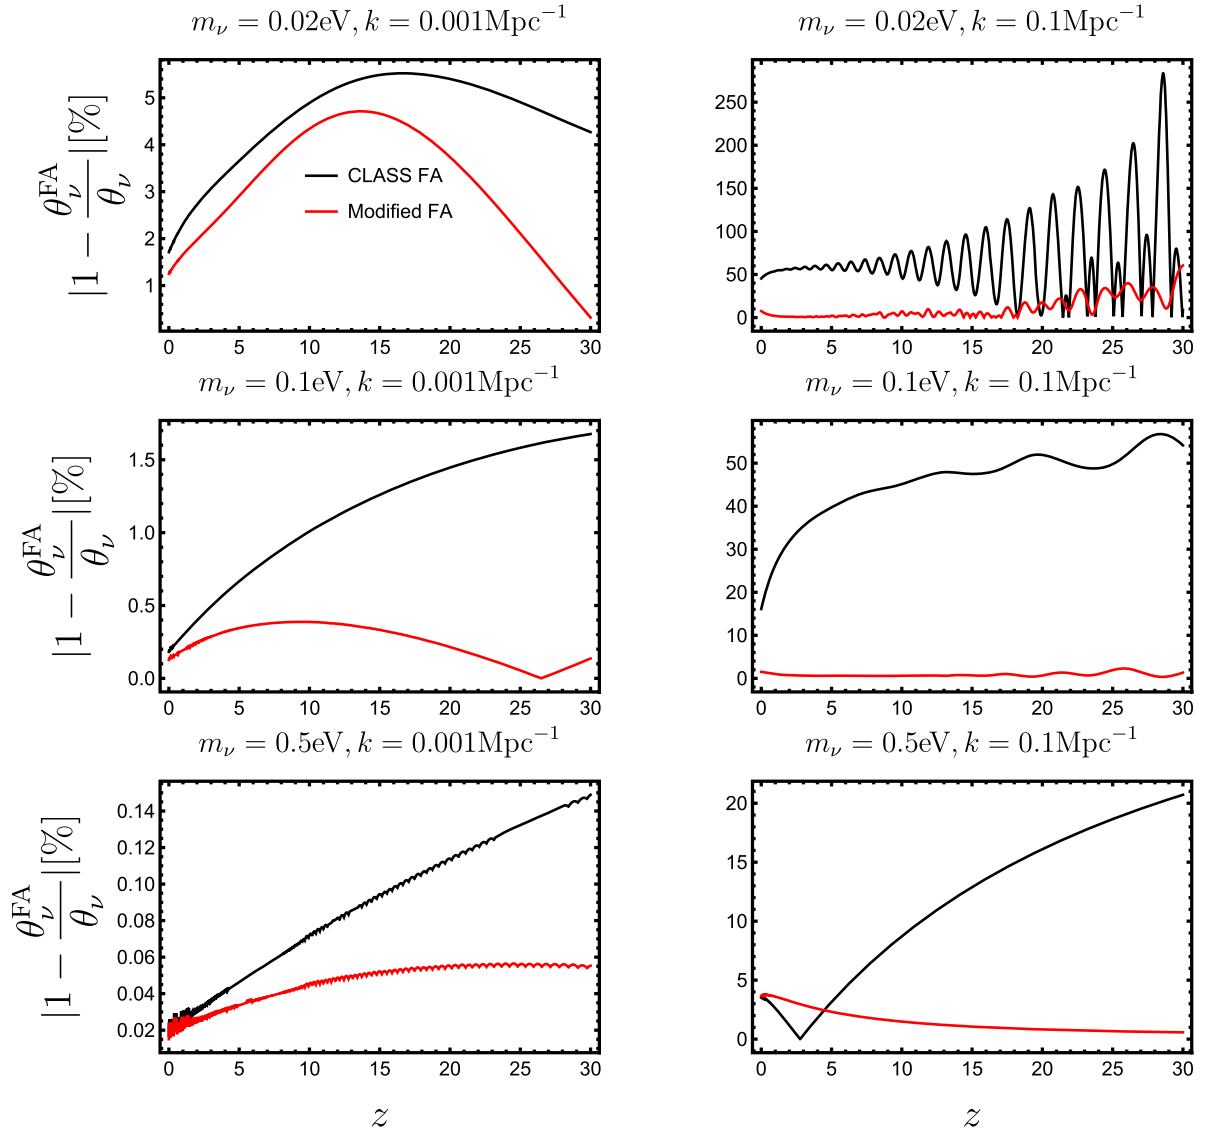 m_ν = 0.02eV, k = 0.001Mpc⁻¹
|1 − θ_ν^FA/θ_ν|[%]
5
4
3
2
1
CLASS FA
Modified FA
0 5 10 15 20 25 30
m_ν = 0.02eV, k = 0.1Mpc⁻¹
250
200
150
100
50
0
0 5 10 15 20 25 30
m_ν = 0.1eV, k = 0.001Mpc⁻¹
|1 − θ_ν^FA/θ_ν|[%]
1.5
1.0
0.5
0.0
0 5 10 15 20 25 30
m_ν = 0.1eV, k = 0.1Mpc⁻¹
50
40
30
20
10
0
0 5 10 15 20 25 30
m_ν = 0.5eV, k = 0.001Mpc⁻¹
|1 − θ_ν^FA/θ_ν|[%]
0.14
0.12
0.10
0.08
0.06
0.04
0.02
0 5 10 15 20 25 30
z
m_ν = 0.5eV, k = 0.1Mpc⁻¹
20
15
10
5
0
0 5 10 15 20 25 30
z